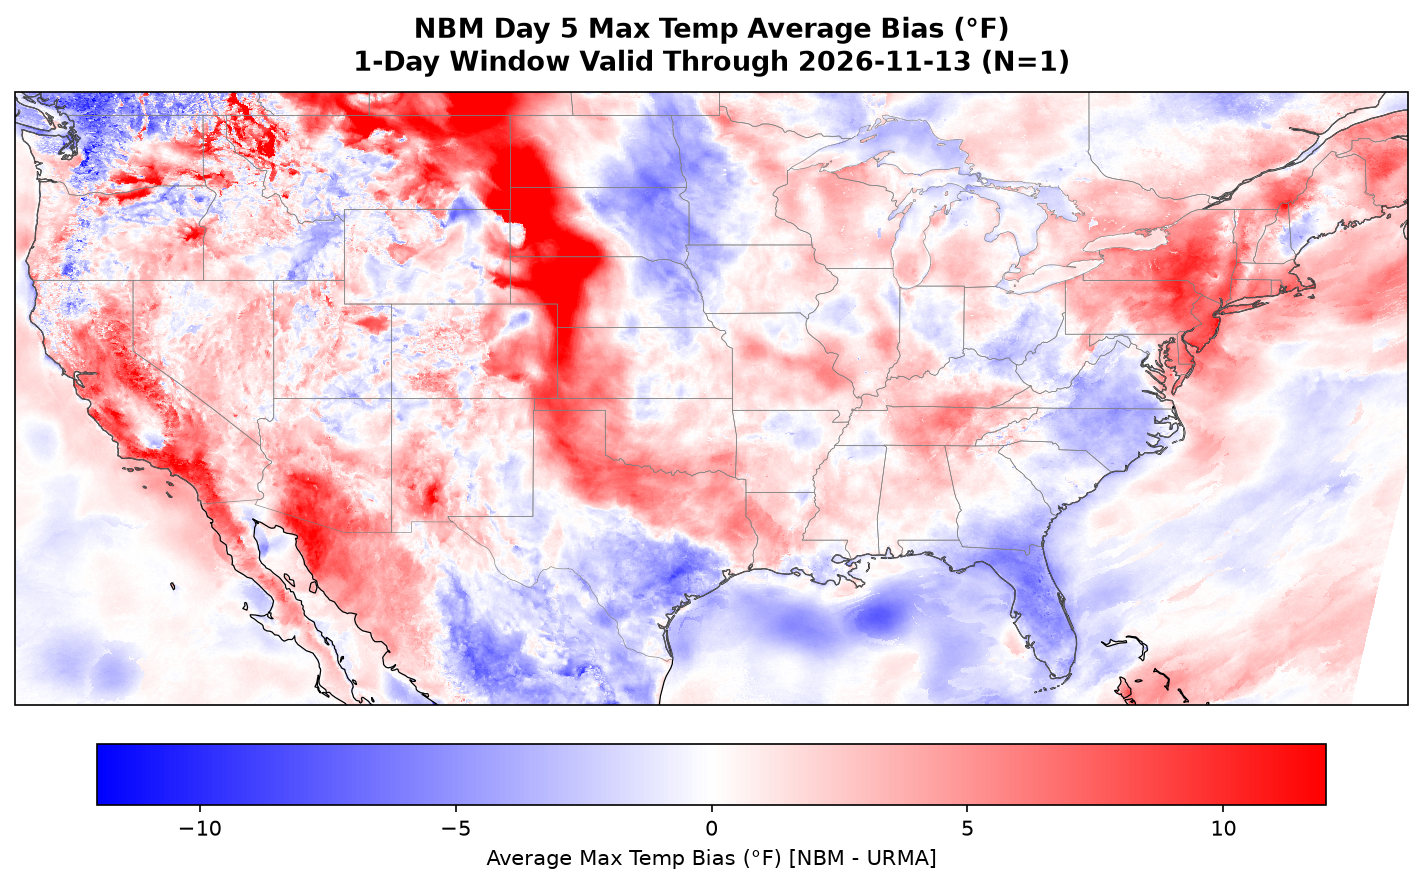 NBM Day 5 Max Temp Average Bias (°F)
1-Day Window Valid Through 2026-11-13 (N=1)
−10 −5 0 5 10
Average Max Temp Bias (°F) [NBM - URMA]